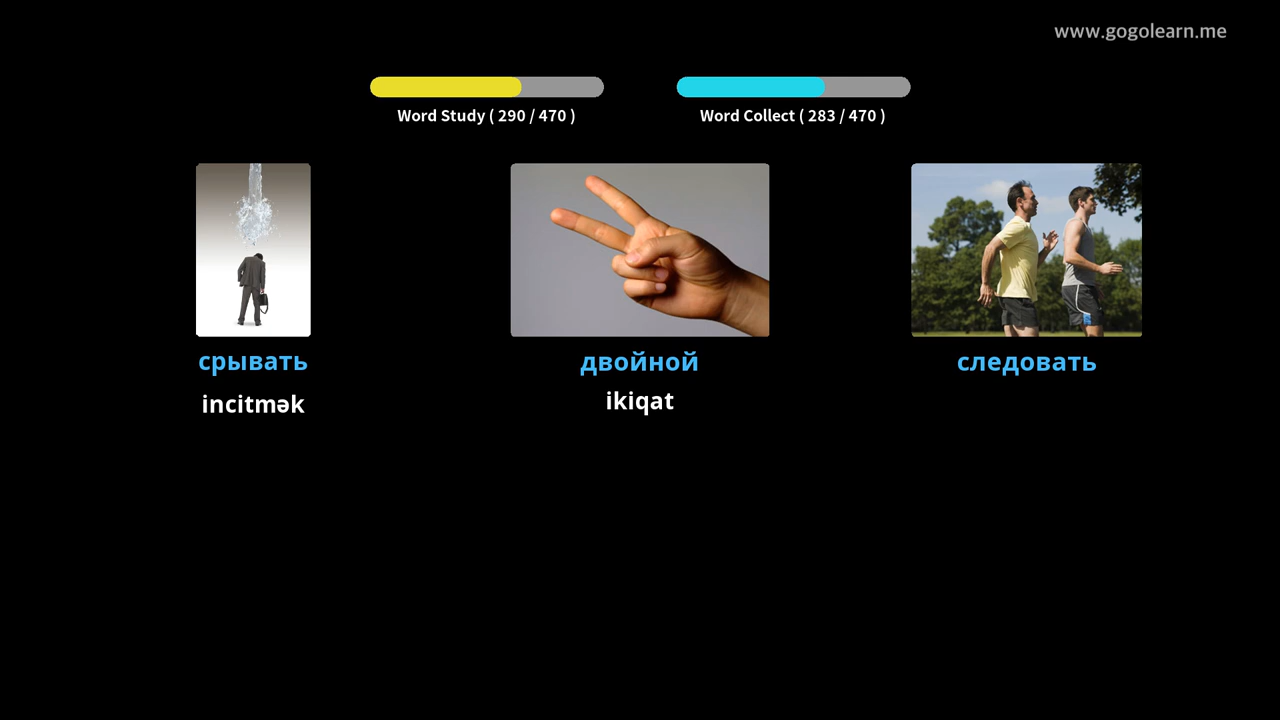 www.gogolearn.me
Word Study ( 290 / 470 )
Word Collect ( 283 / 470 )
срывать
двойной
следовать
incitmək
ikiqat